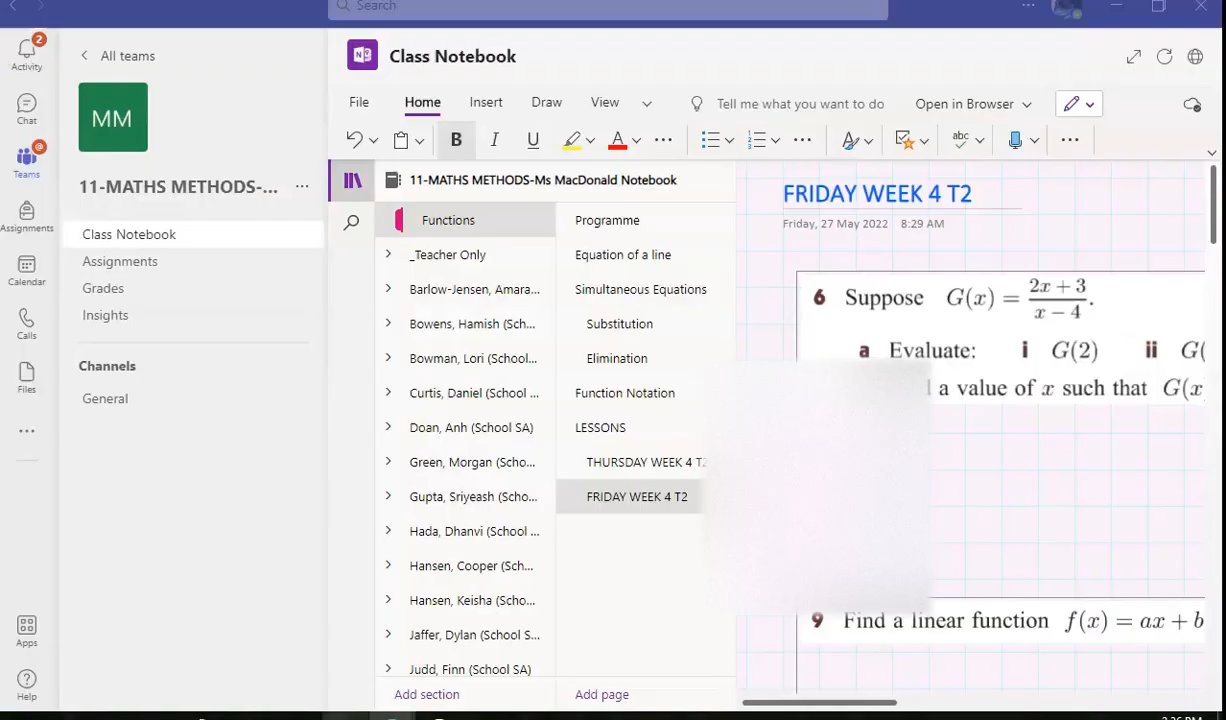 Search
2
Activity
Chat
Teams
Assignments
Calendar
Calls
Files
Apps
Help
All teams
MM
11-MATHS METHODS-...
Class Notebook
Assignments
Grades
Insights
Channels
General
Class Notebook
File Home Insert Draw View Tell me what you want to do Open in Browser
B I U A abc
11-MATHS METHODS-Ms MacDonald Notebook
Functions
_Teacher Only
Barlow-Jensen, Amara...
Bowens, Hamish (Sch...
Bowman, Lori (School...
Curtis, Daniel (School ...
Doan, Anh (School SA)
Green, Morgan (Scho...
Gupta, Sriyeash (Scho...
Hada, Dhanvi (School ...
Hansen, Cooper (Sch...
Hansen, Keisha (Scho...
Jaffer, Dylan (School S...
Judd, Finn (School SA)
Add section
Programme
Equation of a line
Simultaneous Equations
Substitution
Elimination
Function Notation
LESSONS
THURSDAY WEEK 4 T2
FRIDAY WEEK 4 T2
Add page
FRIDAY WEEK 4 T2
Friday, 27 May 2022 8:29 AM
6 Suppose G(x) = (2x + 3)/(x − 4).
a Evaluate: i G(2) ii G(
a value of x such that G(x
9 Find a linear function f(x) = ax + b